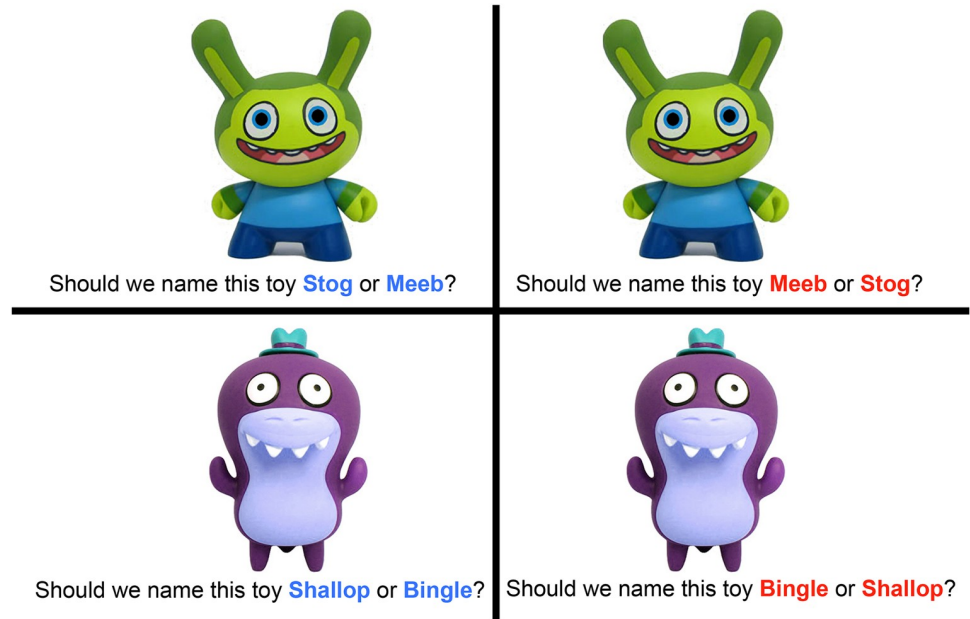 Should we name this toy Stog or Meeb?
Should we name this toy Meeb or Stog?
Should we name this toy Shallop or Bingle?
Should we name this toy Bingle or Shallop?